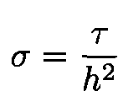 σ = τ / h²